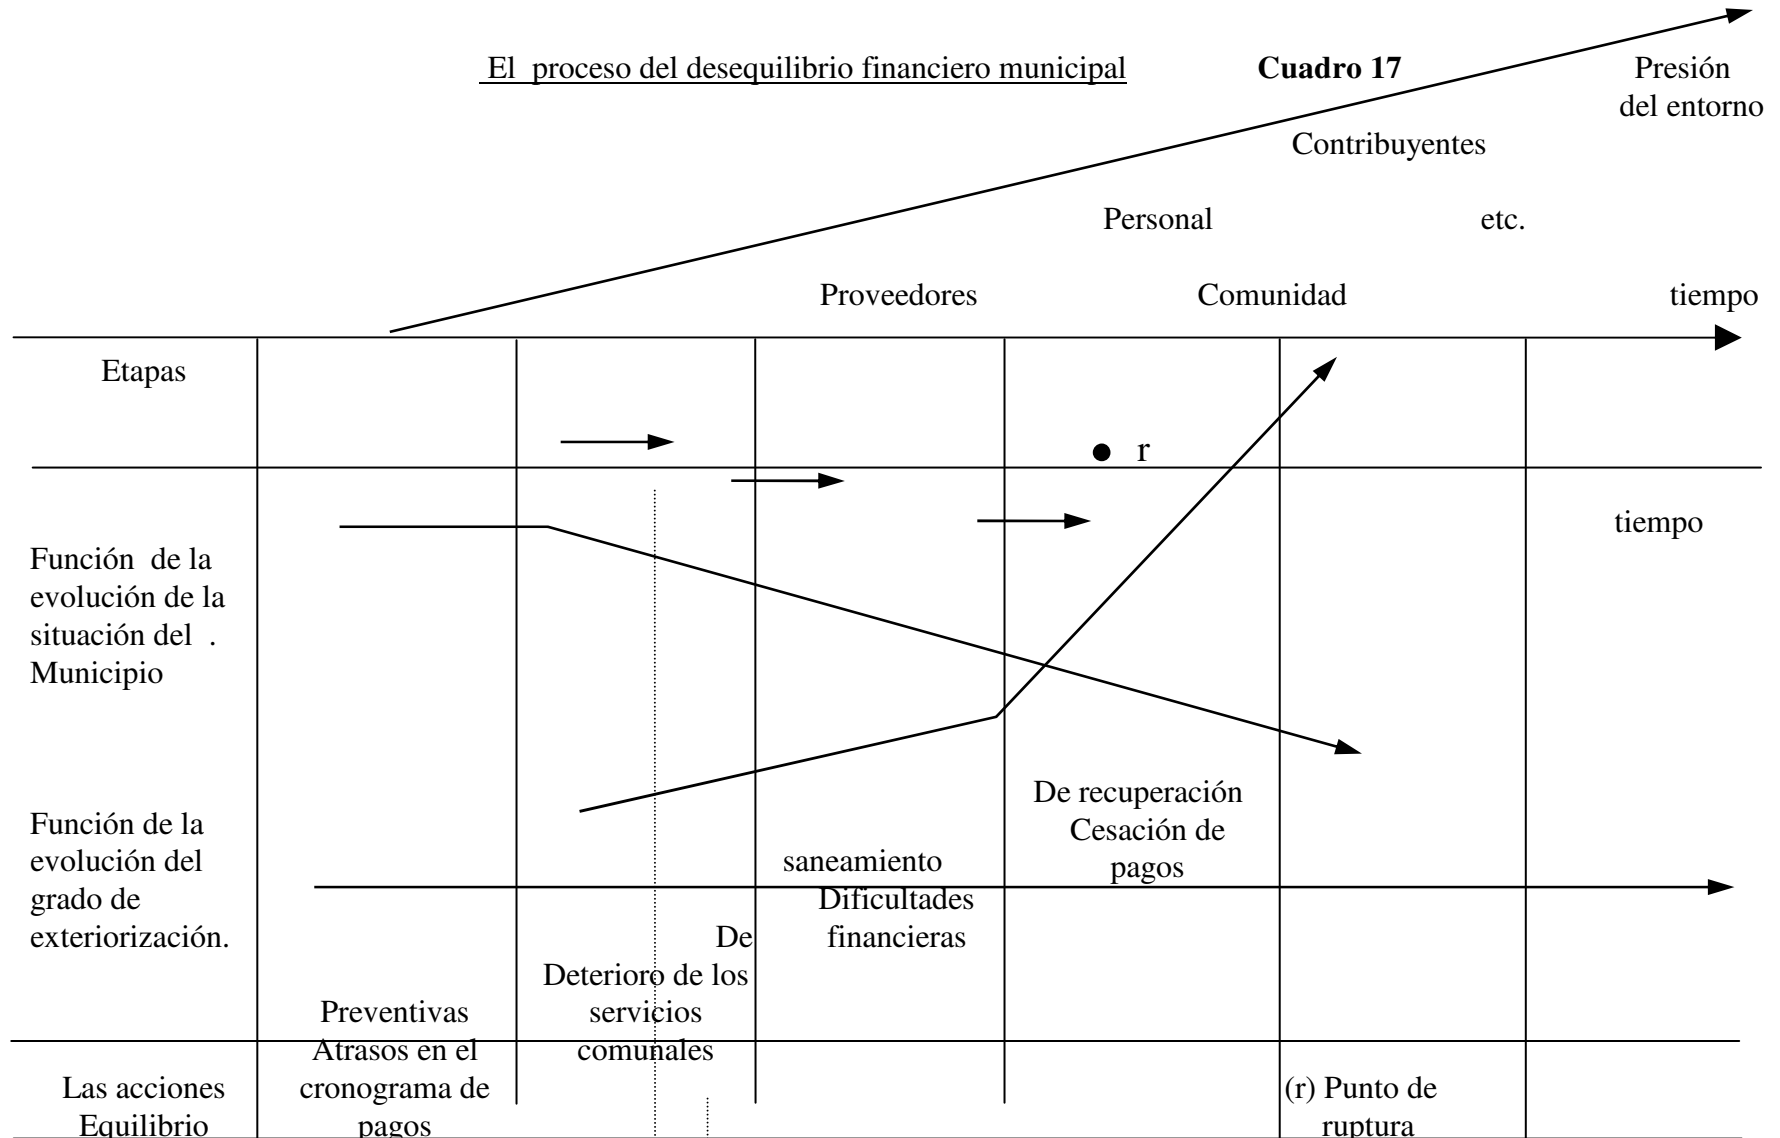 El proceso del desequilibrio financiero municipal Cuadro 17
Presión
del entorno
Contribuyentes
Personal etc.
Proveedores Comunidad tiempo
Etapas
r
tiempo
Función de la
evolución de la
situación del .
Municipio
Función de la
evolución del
grado de
exteriorización.
De recuperación
Cesación de
pagos
saneamiento
Dificultades
financieras
De
Deterioro de los
servicios
comunales
Preventivas
Atrasos en el
cronograma de
pagos
Las acciones
Equilibrio
(r) Punto de
ruptura